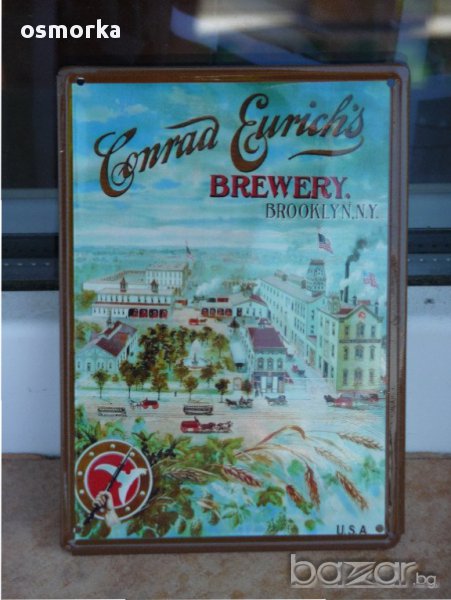 osmorka
Conrad Eurich's
BREWERY.
BROOKLYN, N.Y.
U.S.A
bazar.bg